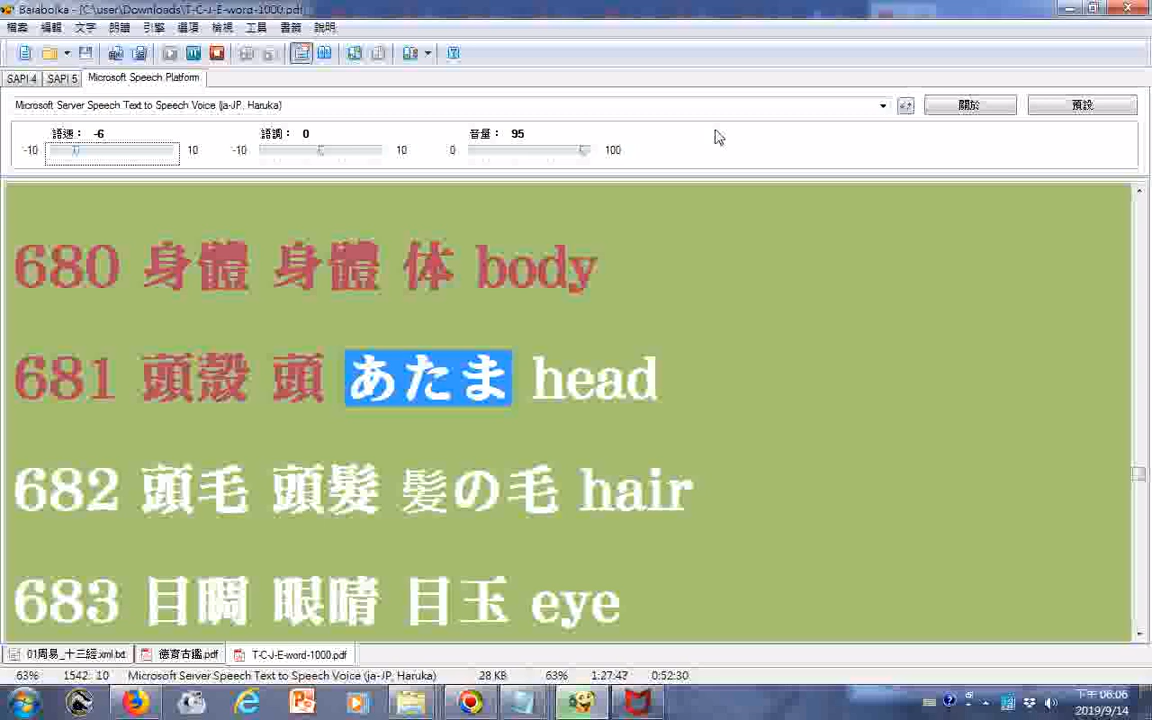 Balabolka - [C:\user\Downloads\T-C-J-E-word-1000.pdf]
檔案 編輯 文字 朗讀 引擎 選項 檢視 工具 書籤 說明
SAPI 4 SAPI 5 Microsoft Speech Platform
Microsoft Server Speech Text to Speech Voice (ja-JP, Haruka) 關於 預設
語速： -6 語調： 0 音量： 95
-10 10 -10 10 0 100
680 身體 身體 体 body
681 頭殼 頭 あたま head
682 頭毛 頭髮 髪の毛 hair
683 目睭 眼睛 目玉 eye
01周易_十三經.xml.txt 德育古鑑.pdf T-C-J-E-word-1000.pdf
63% 1542: 10 Microsoft Server Speech Text to Speech Voice (ja-JP, Haruka) 28 KB 63% 1:27:47 0:52:30
下午 06:06
2019/9/14